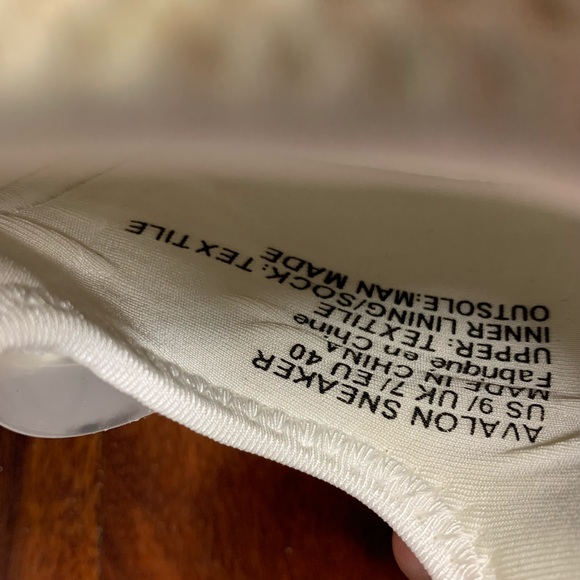 AVALON SNEAKER
US 9/ UK 7/ EU 40
MADE IN CHINA
Fabriqué en Chine
UPPER: TEXTILE
INNER LINING/SOCK: TEXTILE
OUTSOLE:MAN MADE